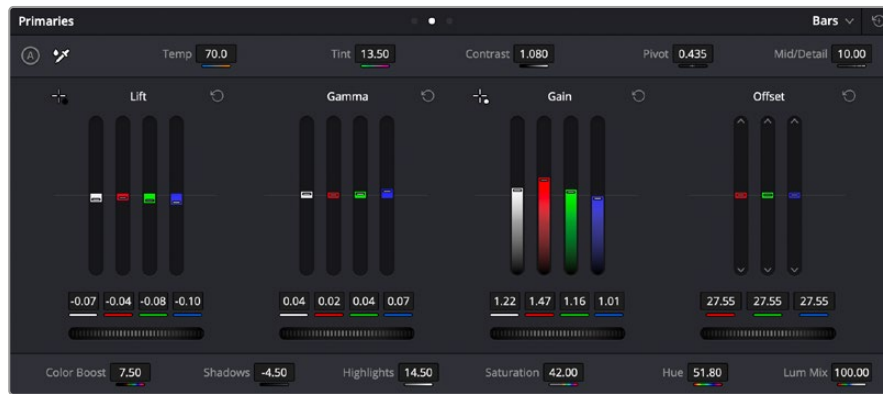 Primaries Bars
A Temp 70.0 Tint 13.50 Contrast 1.080 Pivot 0.435 Mid/Detail 10.00
Lift Gamma Gain Offset
-0.07 -0.04 -0.08 -0.10 0.04 0.02 0.04 0.07 1.22 1.47 1.16 1.01 27.55 27.55 27.55
Color Boost 7.50 Shadows -4.50 Highlights 14.50 Saturation 42.00 Hue 51.80 Lum Mix 100.00